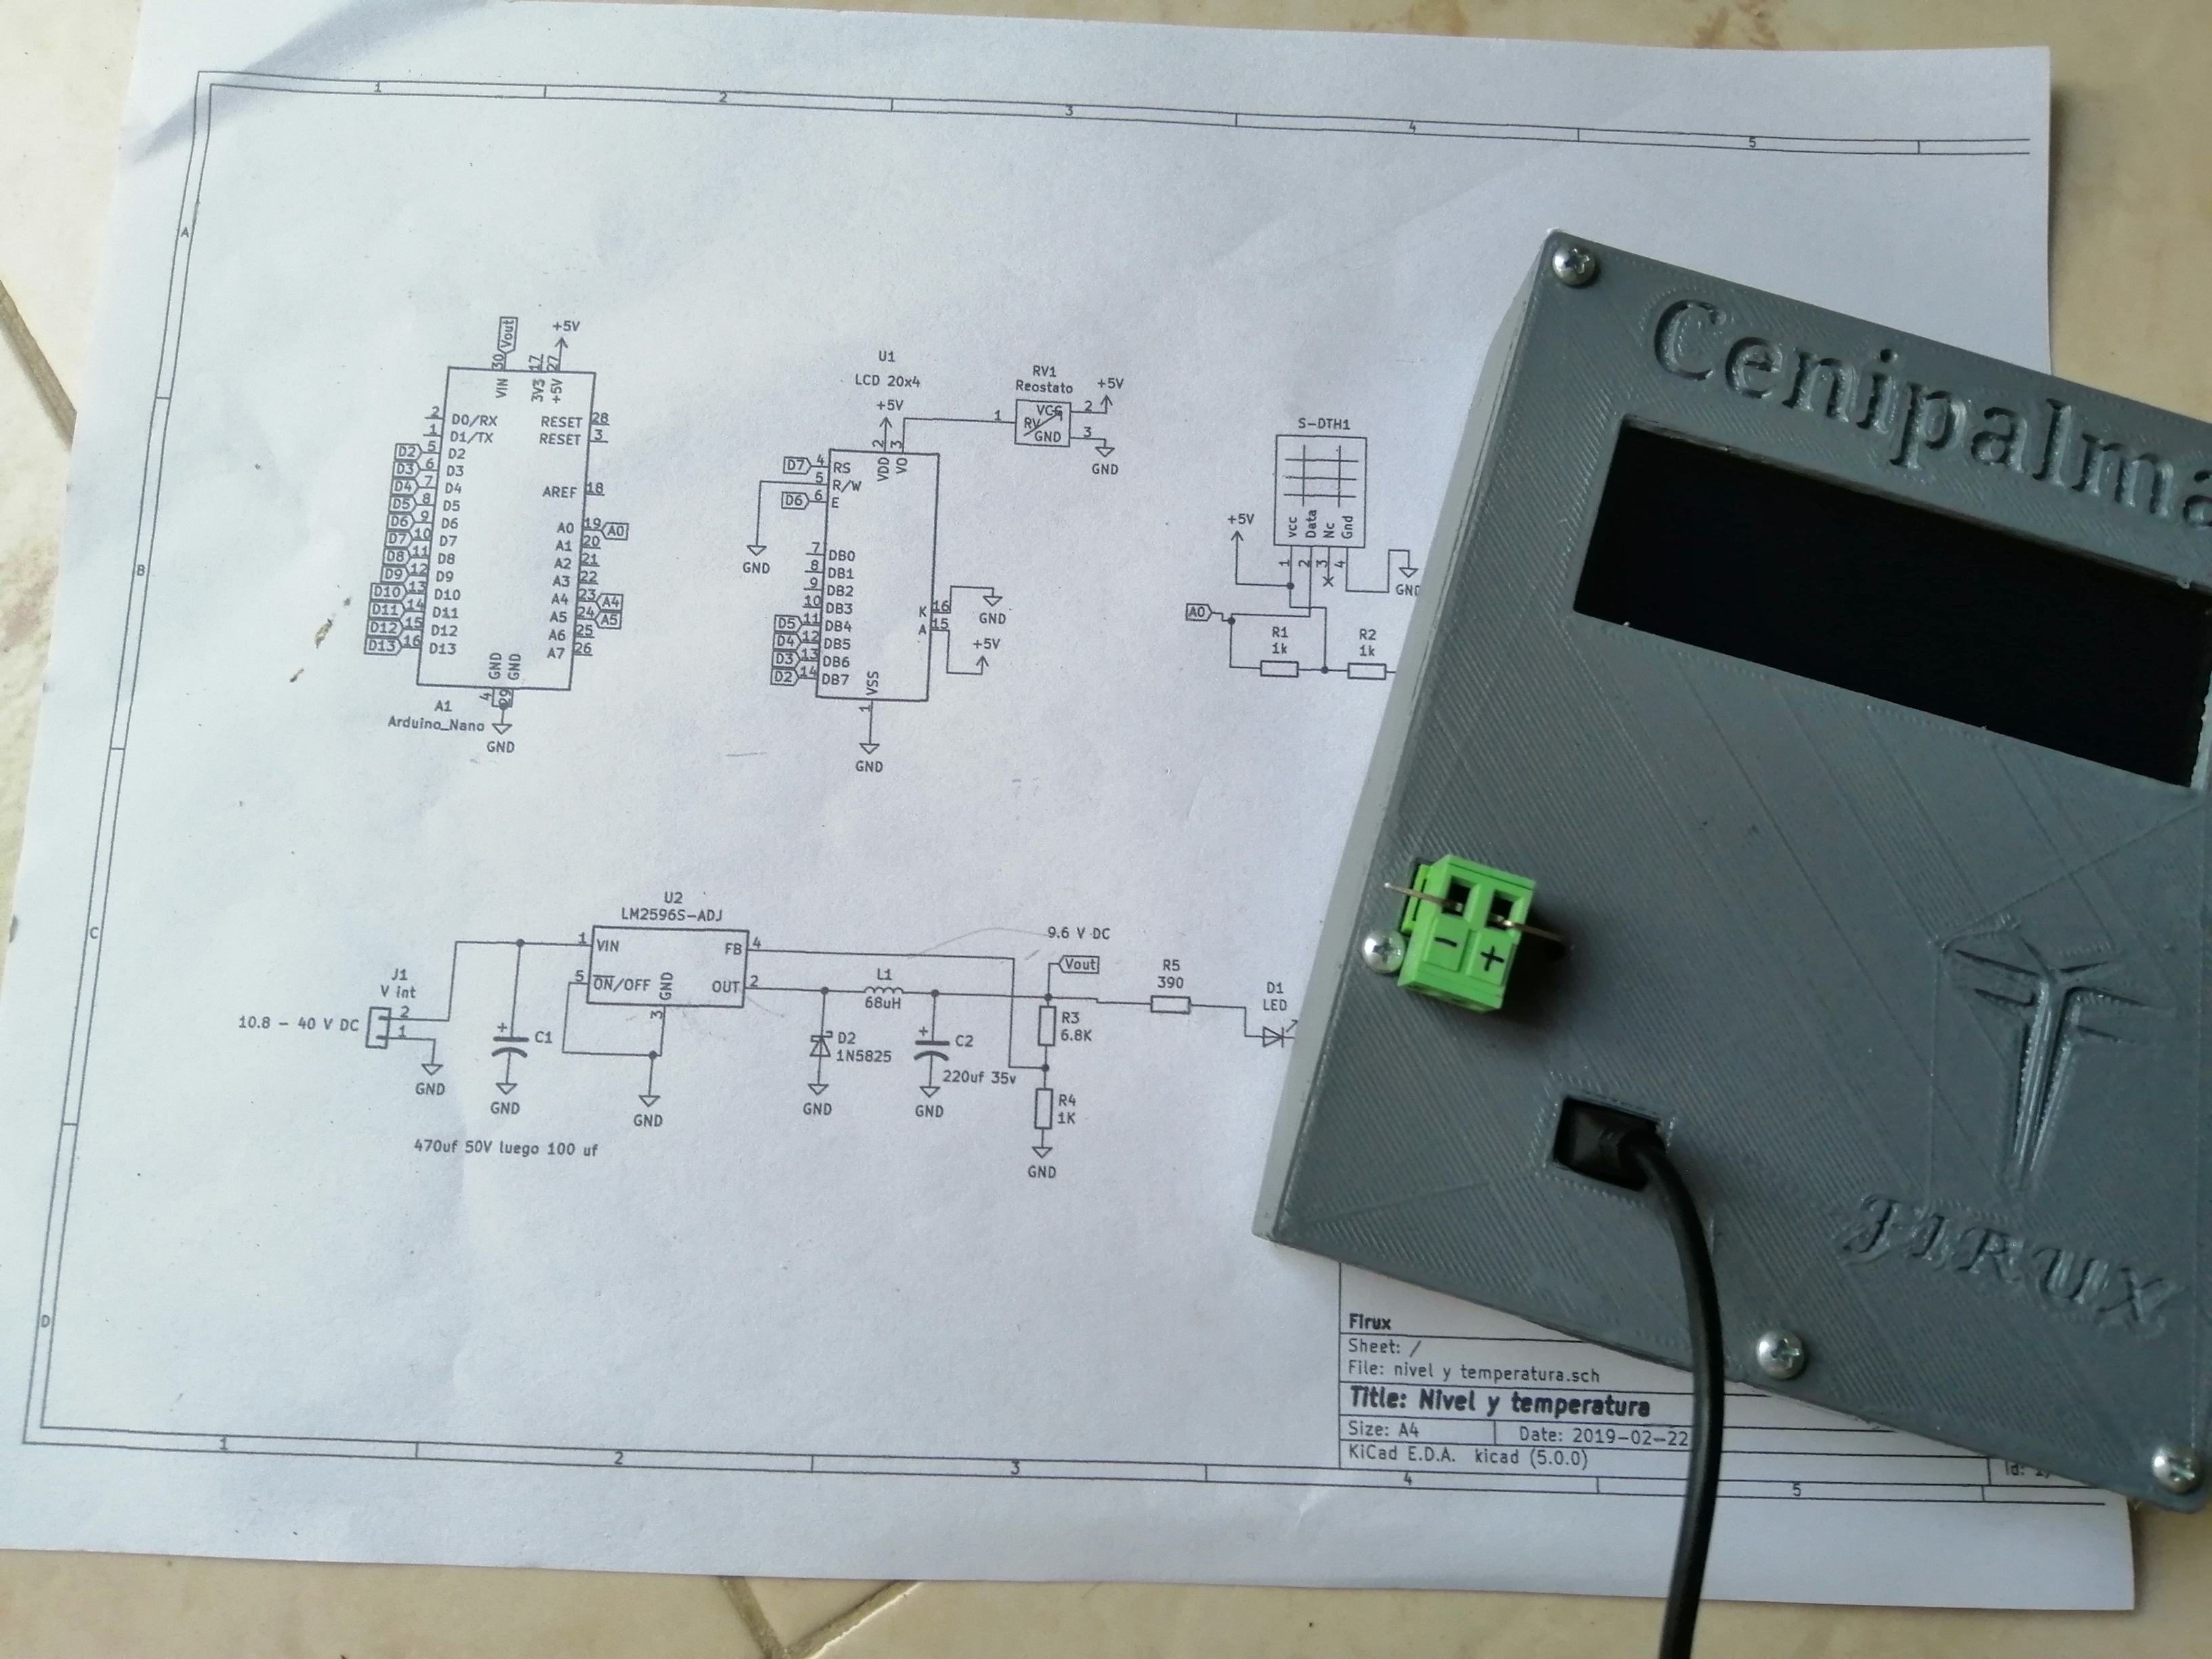 1
2
3
4
5
A
B
C
D
Vout
+5V
30
17
27
VIN
3V3
+5V
2
D0/RX
1
D1/TX
D2 5 D2
D3 6 D3
D4 7 D4
D5 8 D5
D6 9 D6
D7 10 D7
D8 11 D8
D9 12 D9
D10 13 D10
D11 14 D11
D12 15 D12
D13 16 D13
RESET 28
RESET 3
AREF 18
A0 19 A0
A1 20
A2 21
A3 22
A4 23 A4
A5 24 A5
A6 25
A7 26
GND
GND
4
29
A1
Arduino_Nano
GND
U1
LCD 20x4
+5V
2
3
VDD
VO
D7 4 RS
5 R/W
D6 6 E
GND
7 DB0
8 DB1
9 DB2
10 DB3
D5 11 DB4
D4 12 DB5
D3 13 DB6
D2 14 DB7
K 16
GND
A 15
+5V
VSS
1
GND
RV1
Reostato
+5V
1
VCC
RV
GND
2
3
GND
S-DTH1
vcc
Data
Nc
Gnd
1
2
3
4
+5V
GND
A0
R1
1k
R2
1k
U2
LM2596S-ADJ
1 VIN
FB 4
5 ON/OFF
GND
OUT 2
3
GND
J1
V int
10.8 - 40 V DC
2
1
GND
C1
GND
470uf 50V luego 100 uf
D2
1N5825
GND
L1
68uH
C2
220uf 35v
GND
9.6 V DC
Vout
R3
6.8K
R4
1K
GND
R5
390
D1
LED
Cenipalma
- +
FIRUX
Firux
Sheet: /
File: nivel y temperatura.sch
Title: Nivel y temperatura
Size: A4
Date: 2019-02-22
KiCad E.D.A. kicad (5.0.0)
Id:
1
2
3
4
5